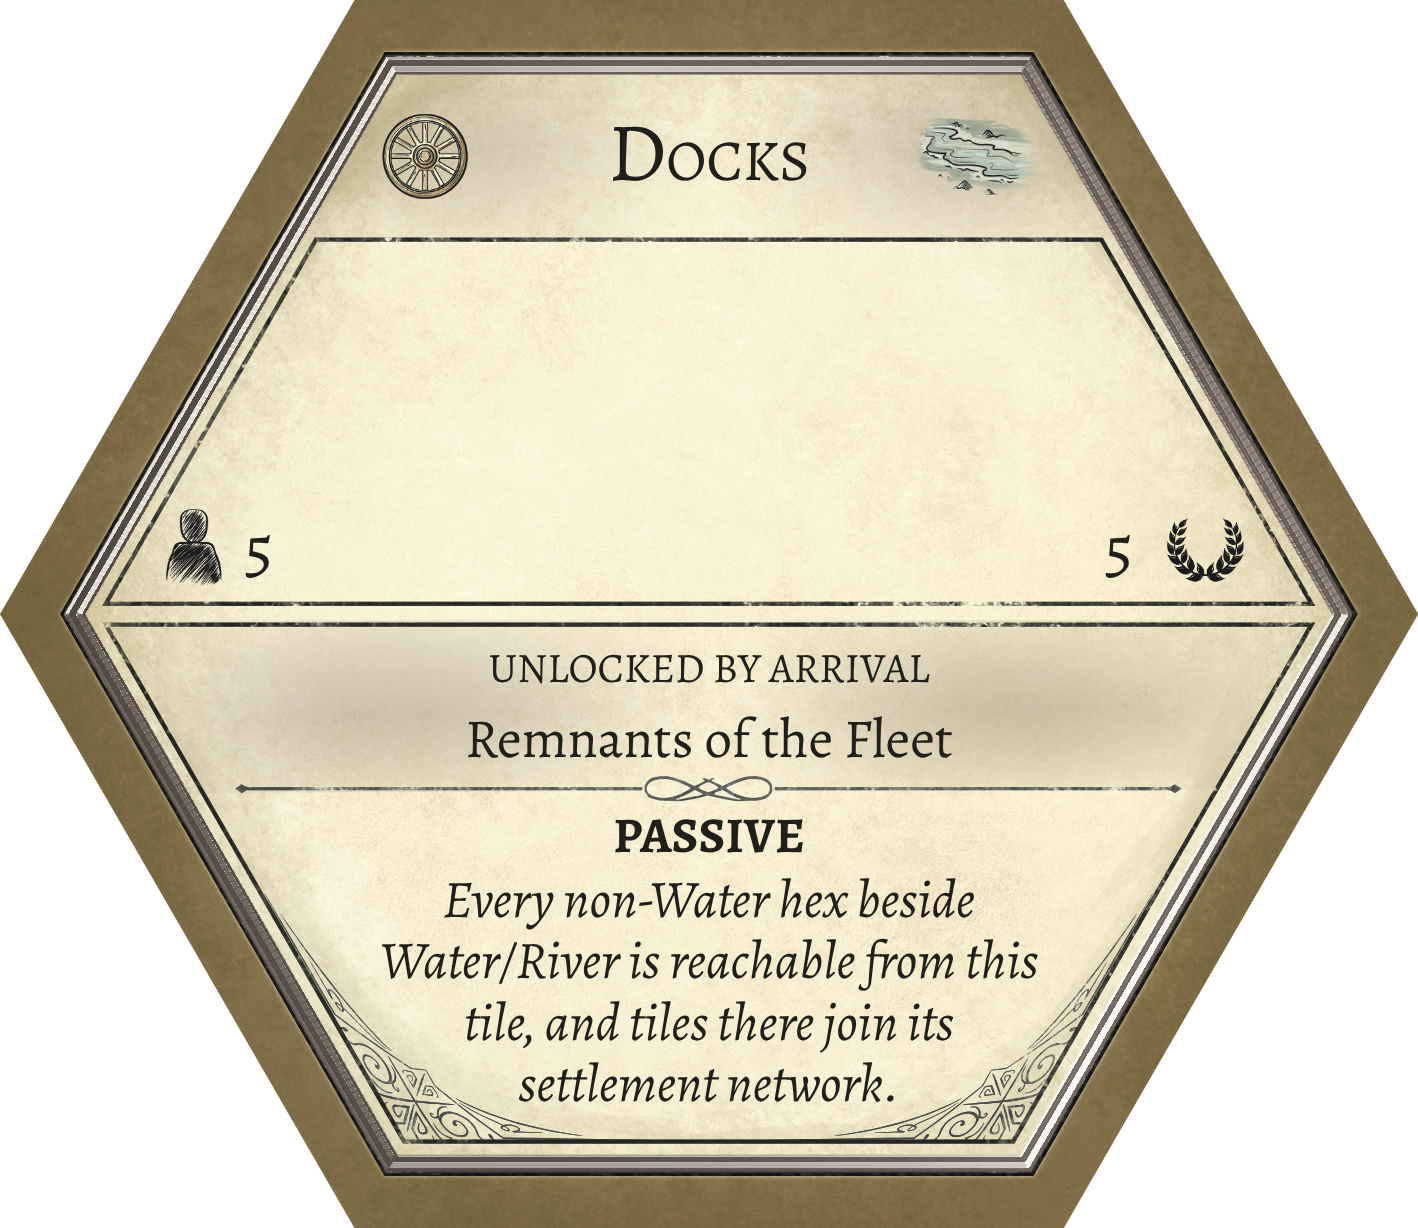 Docks
5
5
UNLOCKED BY ARRIVAL
Remnants of the Fleet
PASSIVE
Every non-Water hex beside
Water/River is reachable from this
tile, and tiles there join its
settlement network.